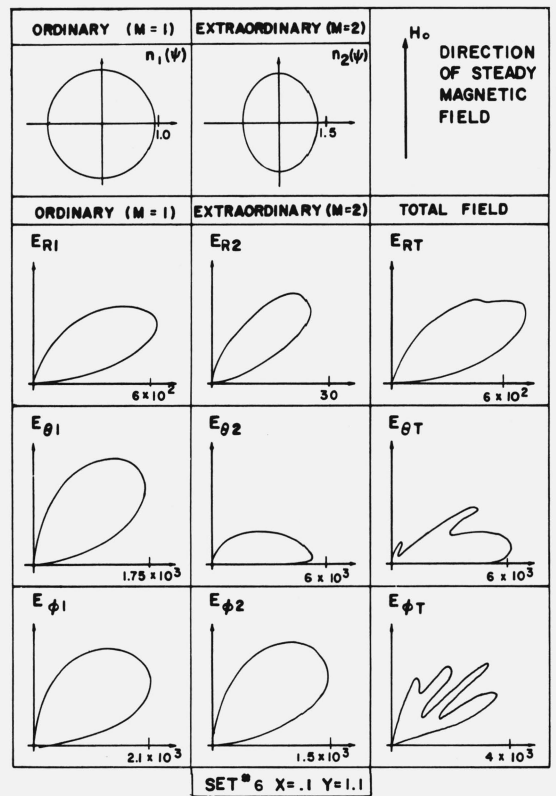 ORDINARY (M = 1) EXTRAORDINARY (M=2)
n₁(ψ) n₂(ψ) H₀
DIRECTION
OF STEADY
MAGNETIC
FIELD
1.0 1.5
ORDINARY (M = 1) EXTRAORDINARY (M=2) TOTAL FIELD
E_R1 E_R2 E_RT
6 x 10² 30 6 x 10²
E_θ1 E_θ2 E_θT
1.75 x 10³ 6 x 10³ 6 x 10³
E_ϕ1 E_ϕ2 E_ϕT
2.1 x 10³ 1.5 x 10³ 4 x 10³
SET # 6 X= .1 Y= 1.1